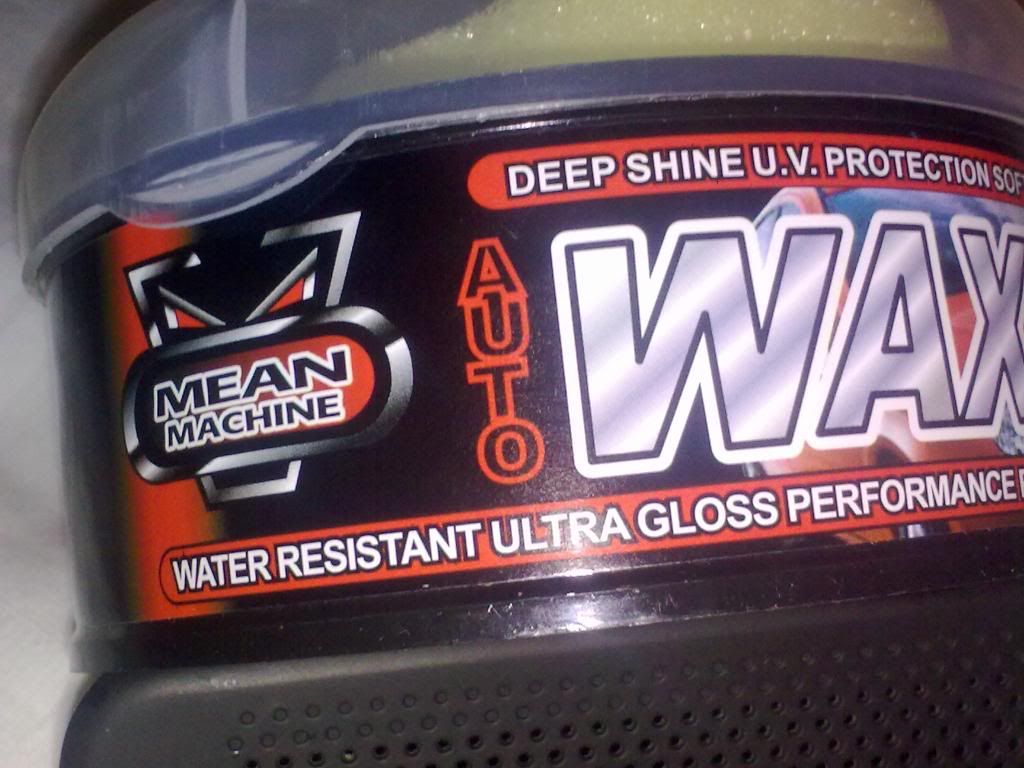 DEEP SHINE U.V. PROTECTION
AUTO
WAX
MEAN
MACHINE
WATER RESISTANT ULTRA GLOSS PERFORMANCE